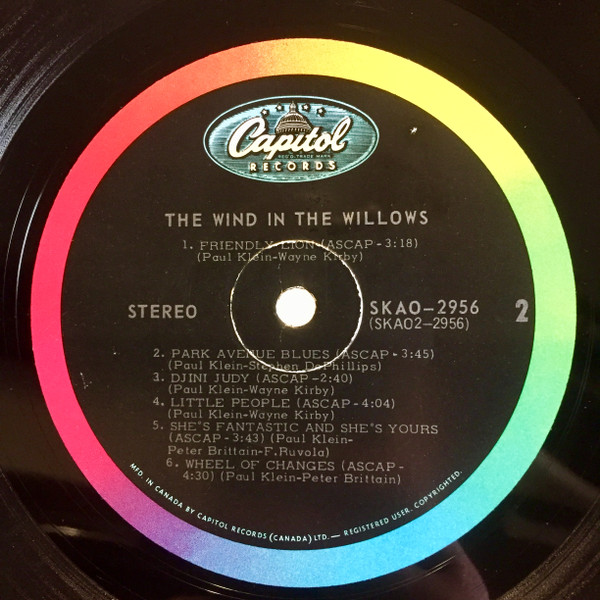 Capitol
REG'D. TRADE MARK
RECORDS
THE WIND IN THE WILLOWS
1. FRIENDLY LION (ASCAP - 3:18)
(Paul Klein-Wayne Kirby)
STEREO
SKAO-2956
(SKAO2-2956)
2
2. PARK AVENUE BLUES (ASCAP - 3:45)
(Paul Klein-Stephen DePhillips)
3. DJINI JUDY (ASCAP -2:40)
(Paul Klein-Wayne Kirby)
4. LITTLE PEOPLE (ASCAP -4:04)
(Paul Klein-Wayne Kirby)
5. SHE'S FANTASTIC AND SHE'S YOURS
(ASCAP -3:43) (Paul Klein-
Peter Brittain-F.Ruvola)
6. WHEEL OF CHANGES (ASCAP -
4:30) (Paul Klein-Peter Brittain)
MFD. IN CANADA BY CAPITOL RECORDS (CANADA) LTD. — REGISTERED USER. COPYRIGHTED.